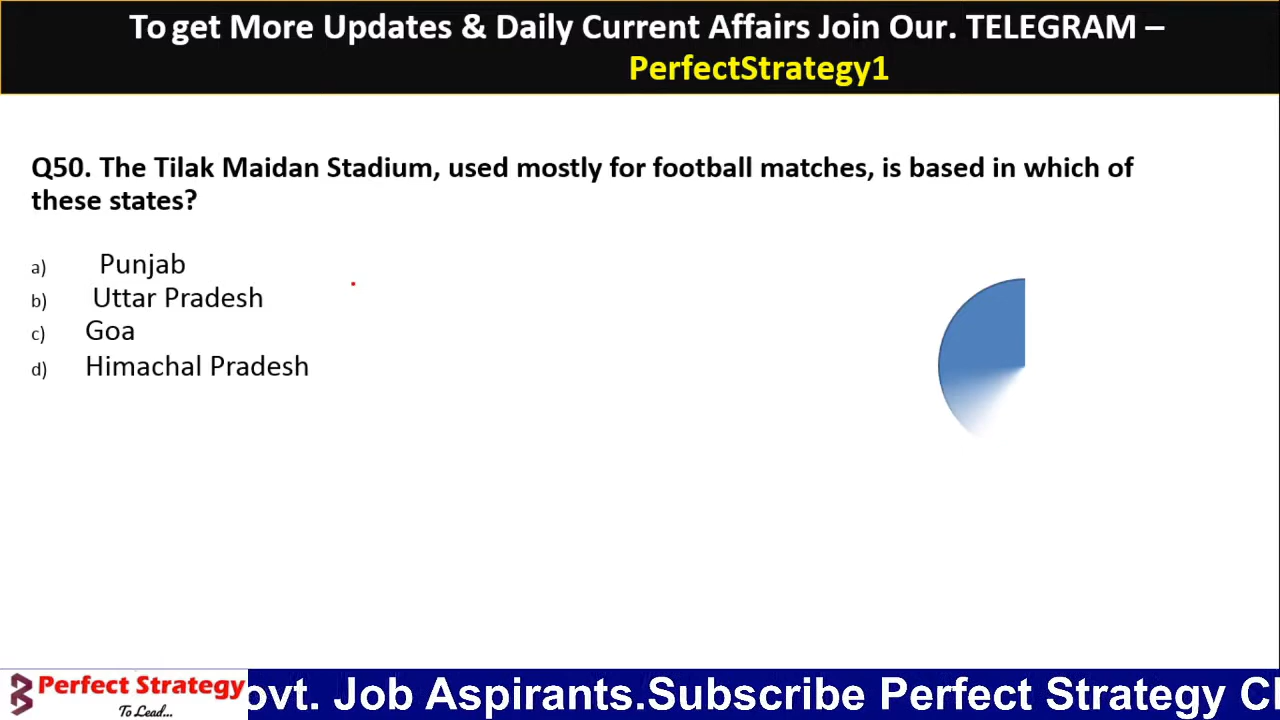 To get More Updates & Daily Current Affairs Join Our. TELEGRAM –
PerfectStrategy1
Q50. The Tilak Maidan Stadium, used mostly for football matches, is based in which of
these states?
a) Punjab
b) Uttar Pradesh
c) Goa
d) Himachal Pradesh
Perfect Strategy
To Lead...
ovt. Job Aspirants.Subscribe Perfect Strategy C